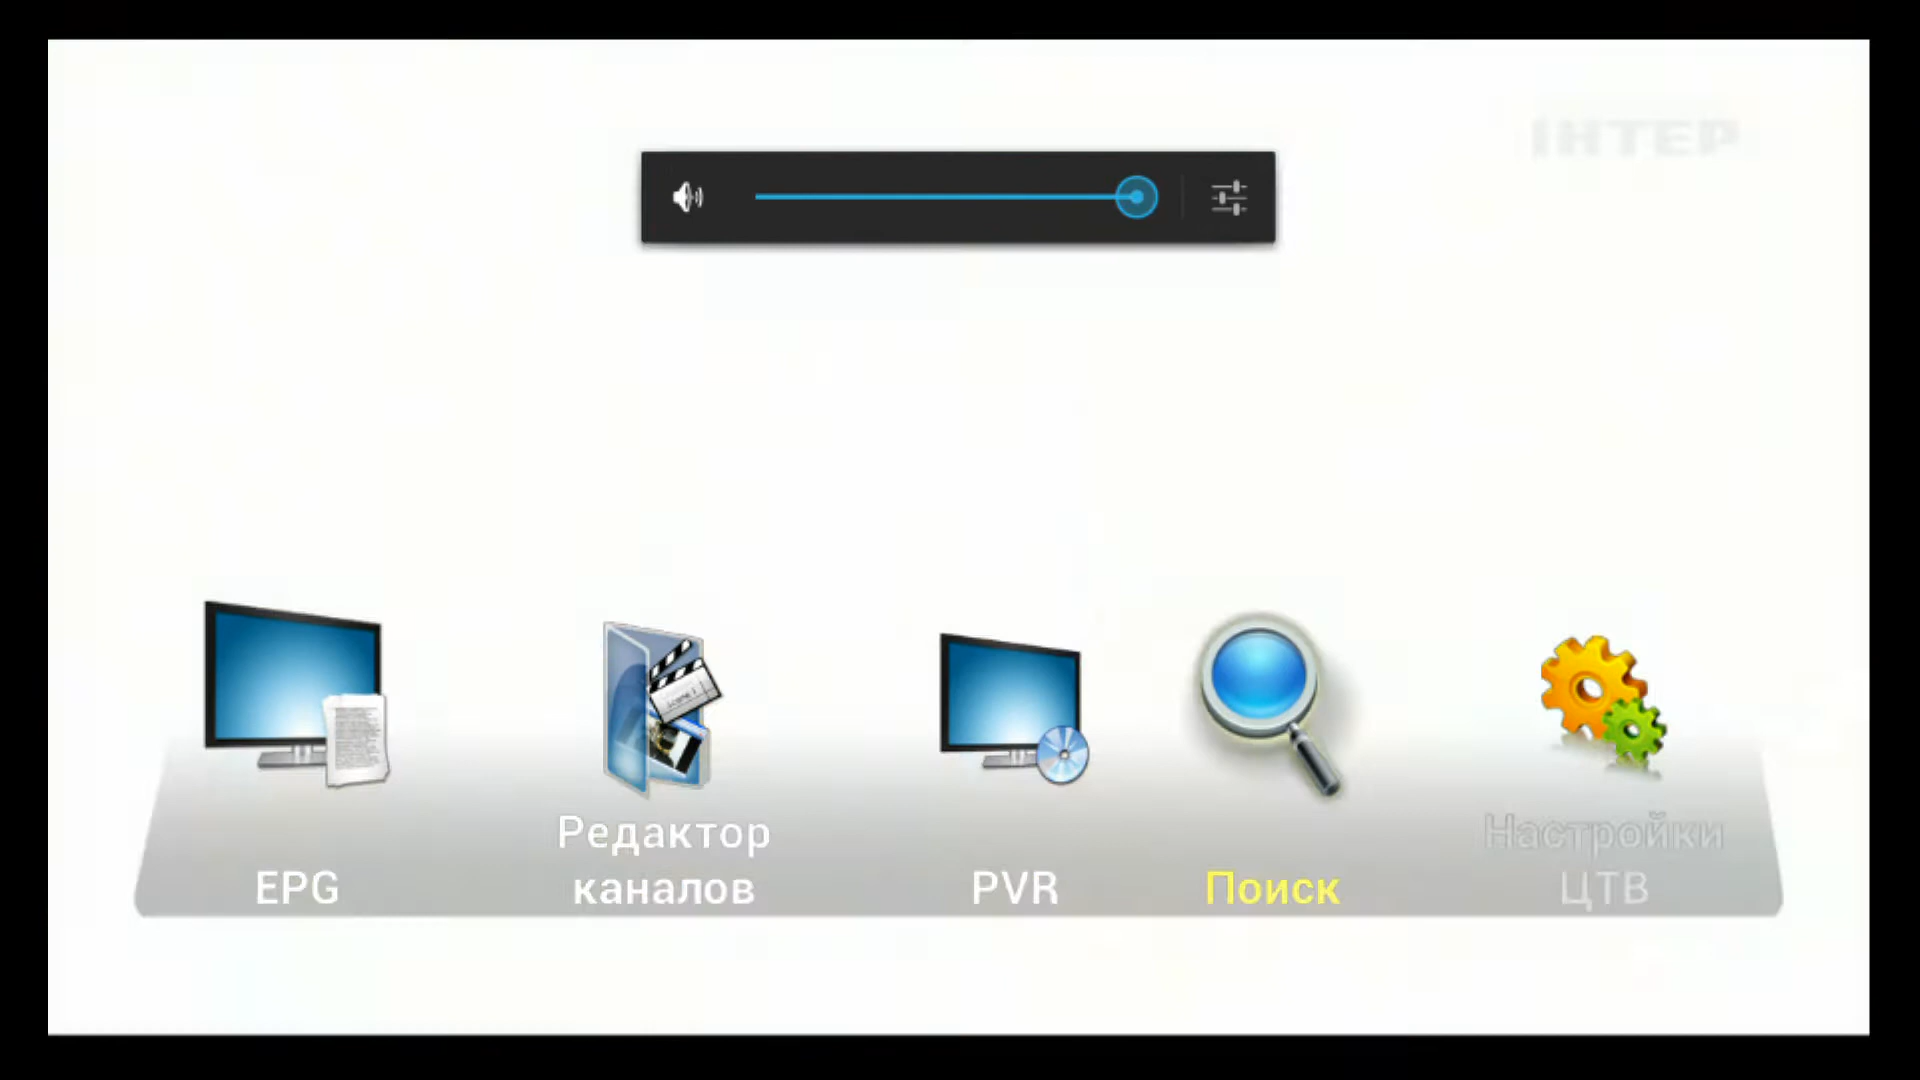 ІНТЕР
Редактор
каналов
EPG
PVR
Поиск
Настройки
ЦТВ